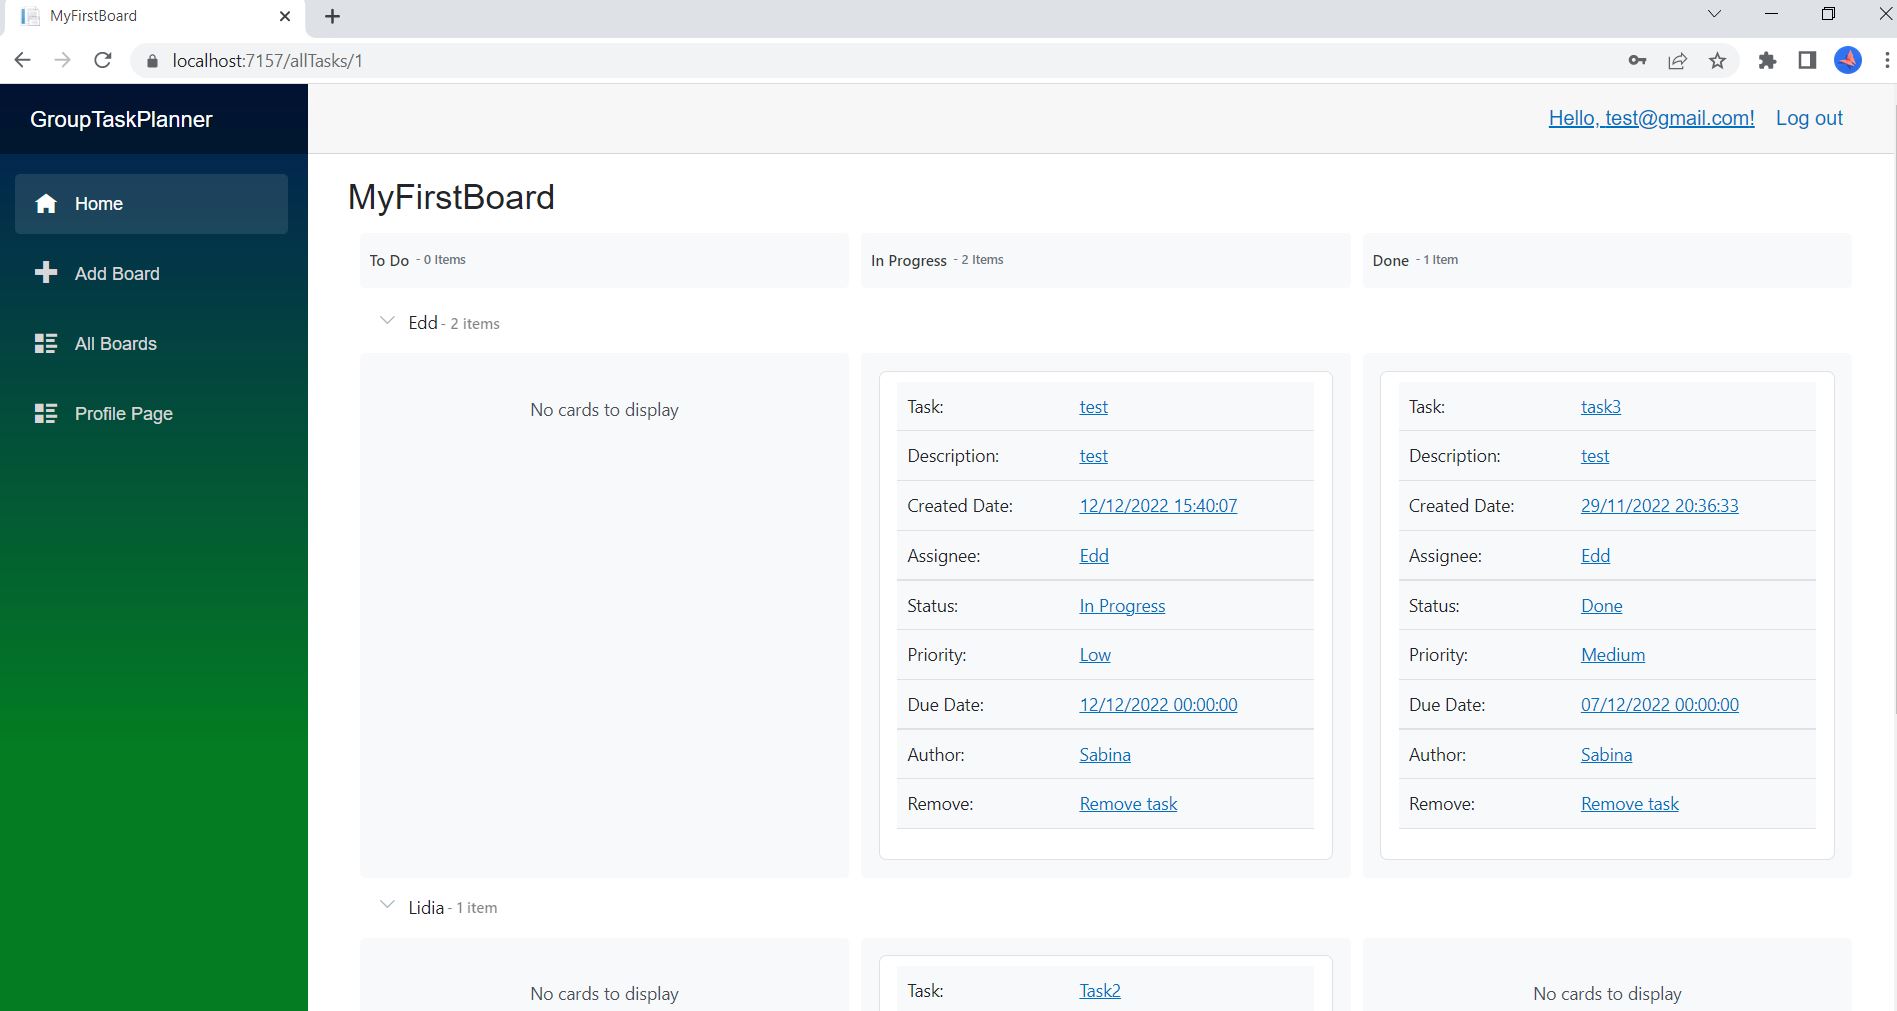 MyFirstBoard
localhost:7157/allTasks/1
GroupTaskPlanner
Hello, test@gmail.com! Log out
Home
Add Board
All Boards
Profile Page
MyFirstBoard
To Do - 0 Items
In Progress - 2 Items
Done - 1 Item
Edd - 2 items
No cards to display
Task: test
Description: test
Created Date: 12/12/2022 15:40:07
Assignee: Edd
Status: In Progress
Priority: Low
Due Date: 12/12/2022 00:00:00
Author: Sabina
Remove: Remove task
Task: task3
Description: test
Created Date: 29/11/2022 20:36:33
Assignee: Edd
Status: Done
Priority: Medium
Due Date: 07/12/2022 00:00:00
Author: Sabina
Remove: Remove task
Lidia - 1 item
No cards to display
Task: Task2
No cards to display